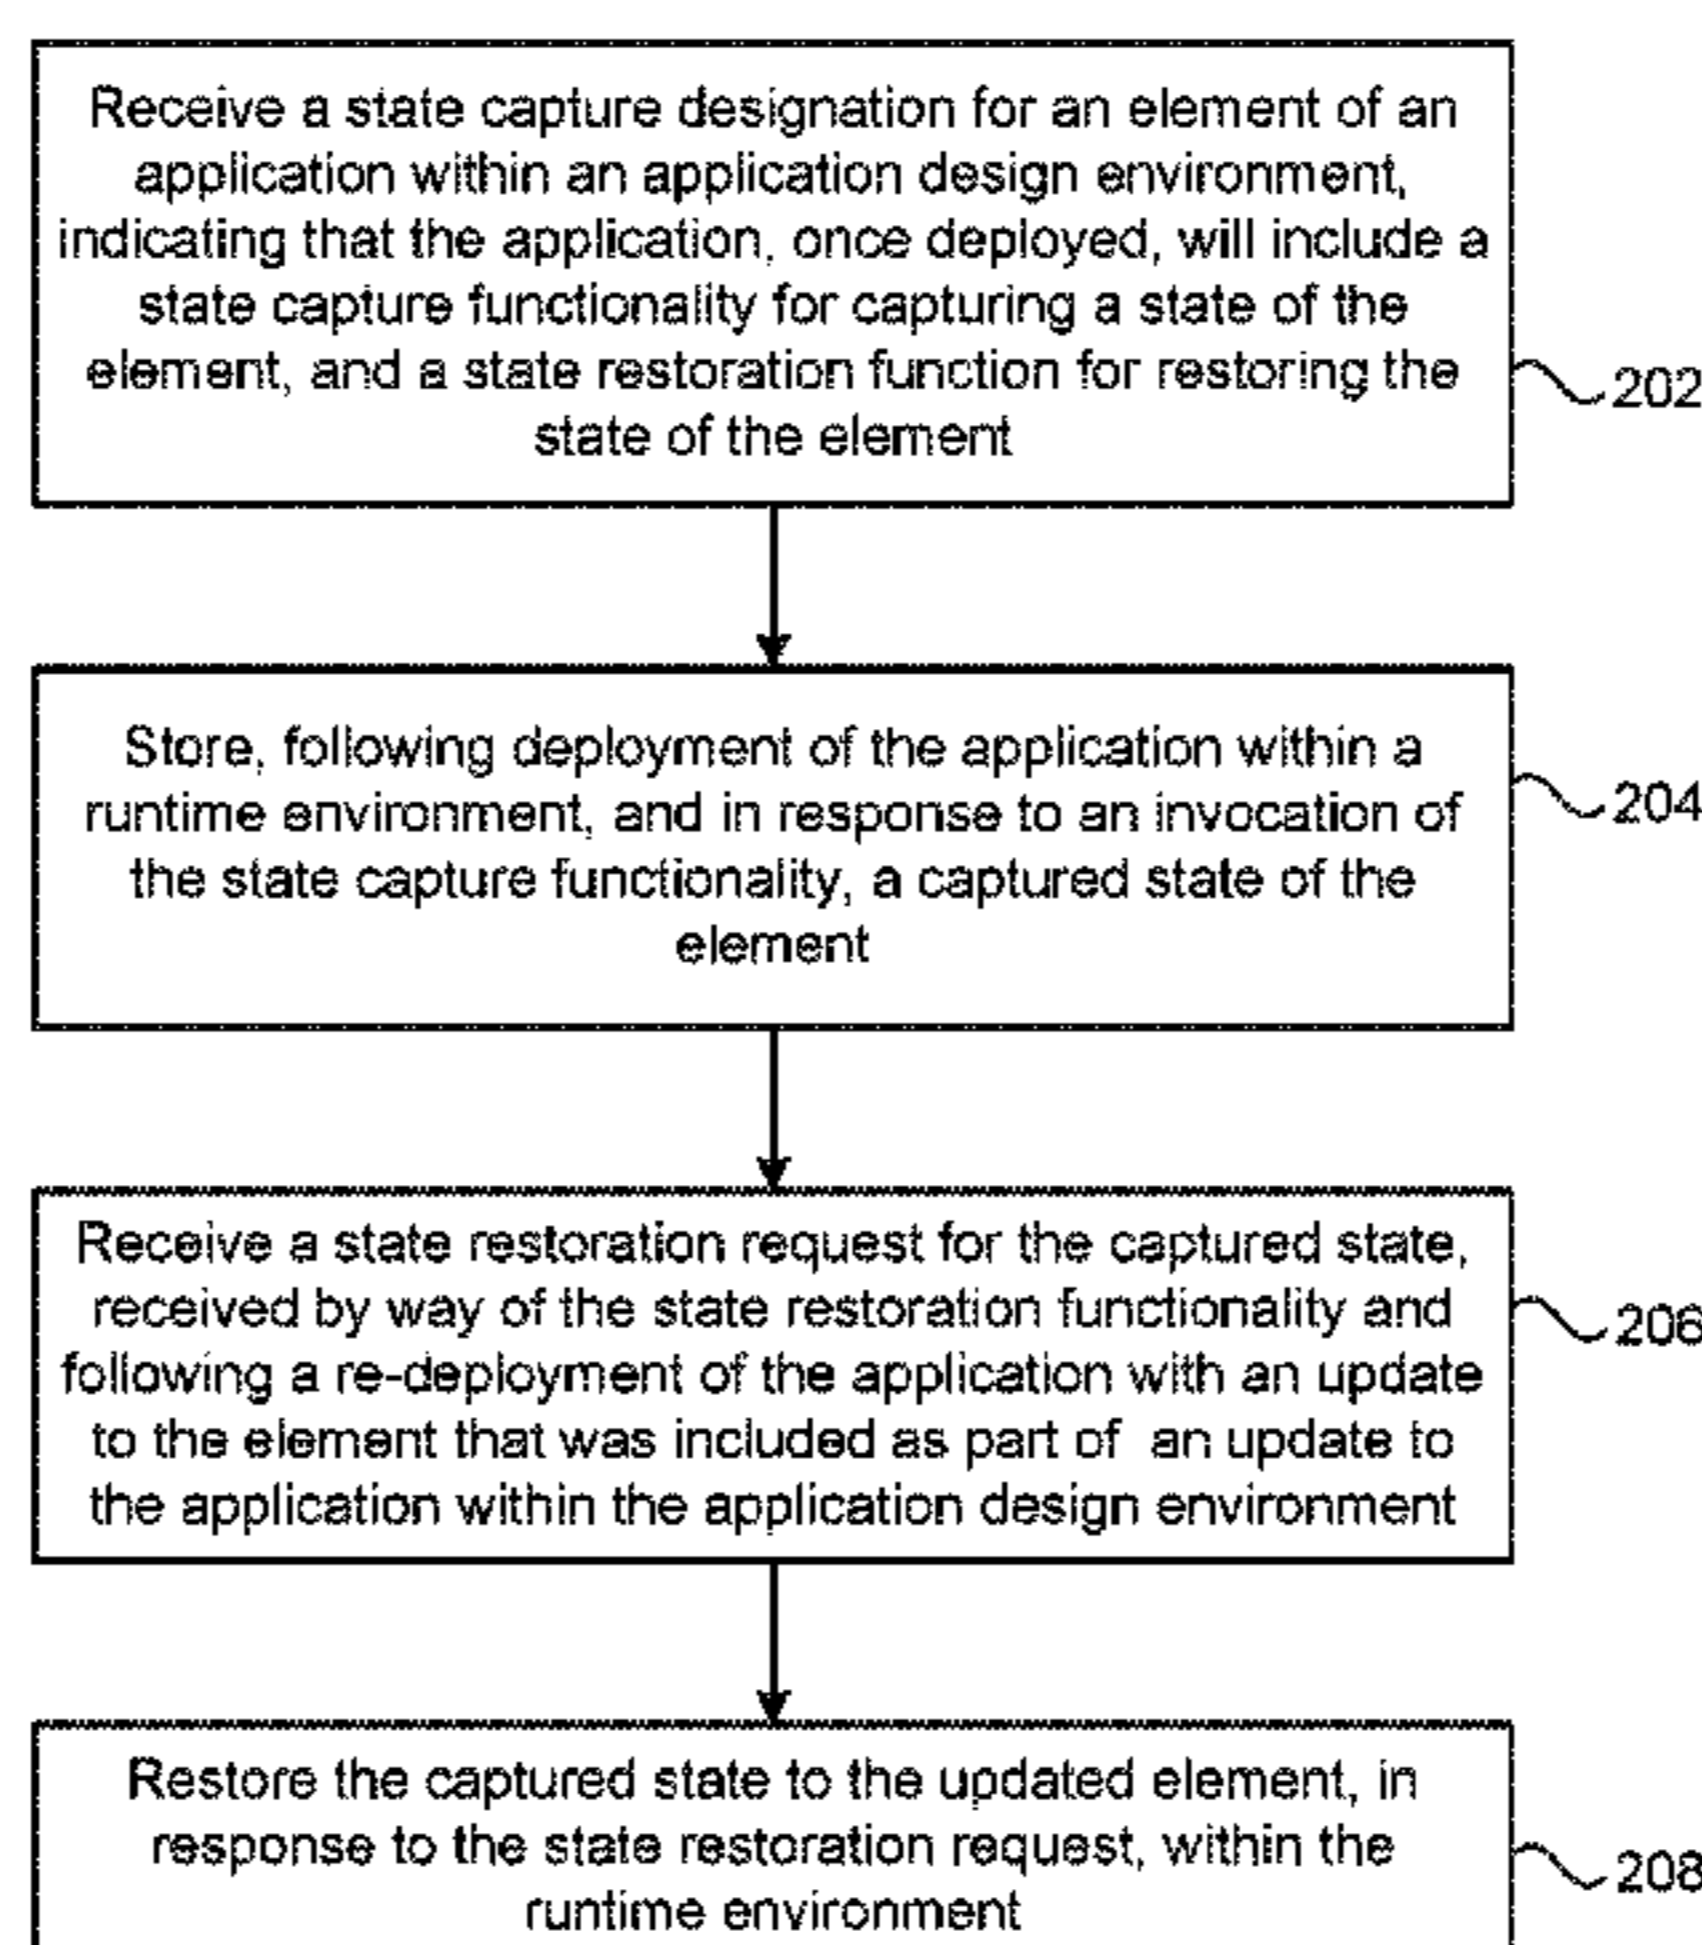 Receive a state capture designation for an element of an
application within an application design environment,
indicating that the application, once deployed, will include a
state capture functionality for capturing a state of the
element, and a state restoration function for restoring the
state of the element
202
Store, following deployment of the application within a
runtime environment, and in response to an invocation of
the state capture functionality, a captured state of the
element
204
Receive a state restoration request for the captured state,
received by way of the state restoration functionality and
following a re-deployment of the application with an update
to the element that was included as part of an update to
the application within the application design environment
206
Restore the captured state to the updated element, in
response to the state restoration request, within the
runtime environment
208